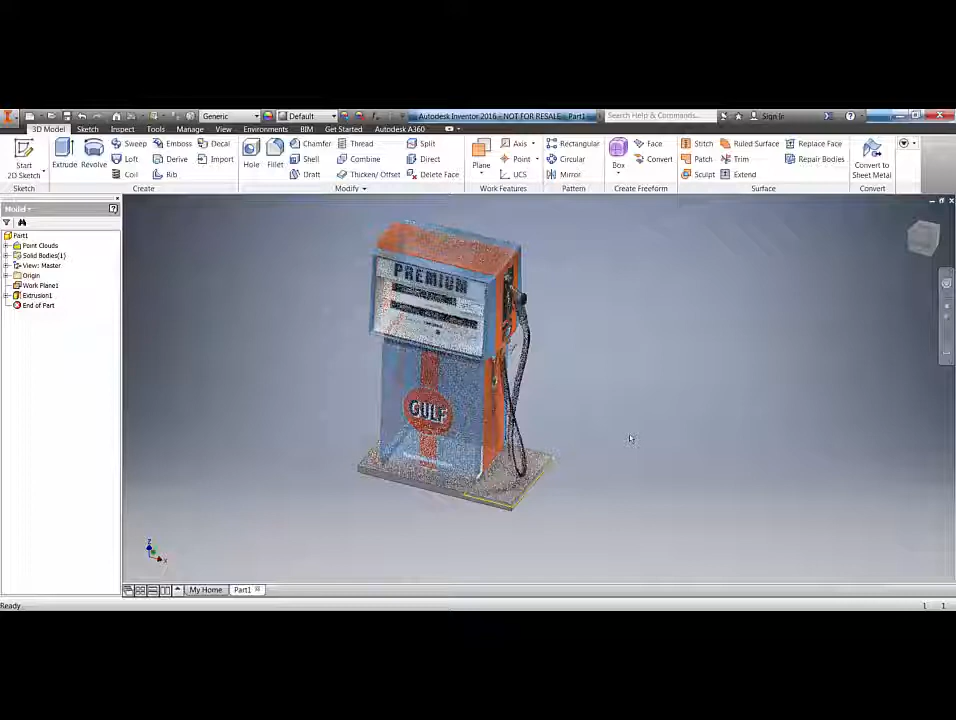 Generic
Default
Autodesk Inventor 2016 - NOT FOR RESALE - Part1
Search Help & Commands...
Sign In
3D Model Sketch Inspect Tools Manage View Environments BIM Get Started Autodesk A360
Start
2D Sketch
Sketch
Extrude Revolve
Sweep Emboss Decal
Loft Derive Import
Coil Rib
Create
Hole Fillet
Chamfer Thread Split
Shell Combine Direct
Draft Thicken/ Offset Delete Face
Modify
Plane
Axis
Point
UCS
Work Features
Rectangular
Circular
Mirror
Pattern
Box
Face
Convert
Create Freeform
Stitch Ruled Surface Replace Face
Patch Trim Repair Bodies
Sculpt Extend
Surface
Convert to
Sheet Metal
Convert
Model
Part1
Point Clouds
Solid Bodies(1)
View: Master
Origin
Work Plane1
Extrusion1
End of Part
PREMIUM
GULF
Z
X
My Home Part1
Ready
1 1